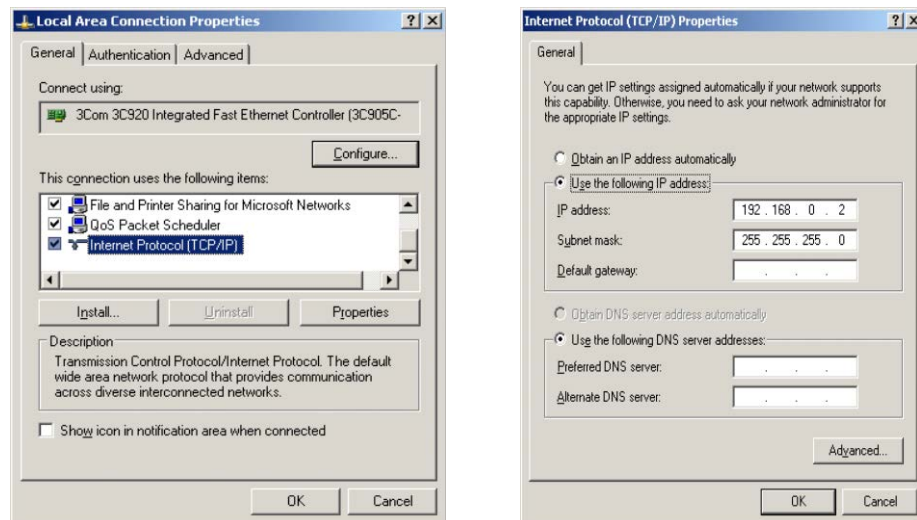 Local Area Connection Properties
General Authentication Advanced
Connect using:
3Com 3C920 Integrated Fast Ethernet Controller (3C905C-
Configure...
This connection uses the following items:
File and Printer Sharing for Microsoft Networks
QoS Packet Scheduler
Internet Protocol (TCP/IP)
Install... Uninstall Properties
Description
Transmission Control Protocol/Internet Protocol. The default
wide area network protocol that provides communication
across diverse interconnected networks.
Show icon in notification area when connected
OK Cancel
Internet Protocol (TCP/IP) Properties
General
You can get IP settings assigned automatically if your network supports
this capability. Otherwise, you need to ask your network administrator for
the appropriate IP settings.
Obtain an IP address automatically
Use the following IP address:
IP address: 192 . 168 . 0 . 2
Subnet mask: 255 . 255 . 255 . 0
Default gateway: . . .
Obtain DNS server address automatically
Use the following DNS server addresses:
Preferred DNS server: . . .
Alternate DNS server: . . .
Advanced...
OK Cancel